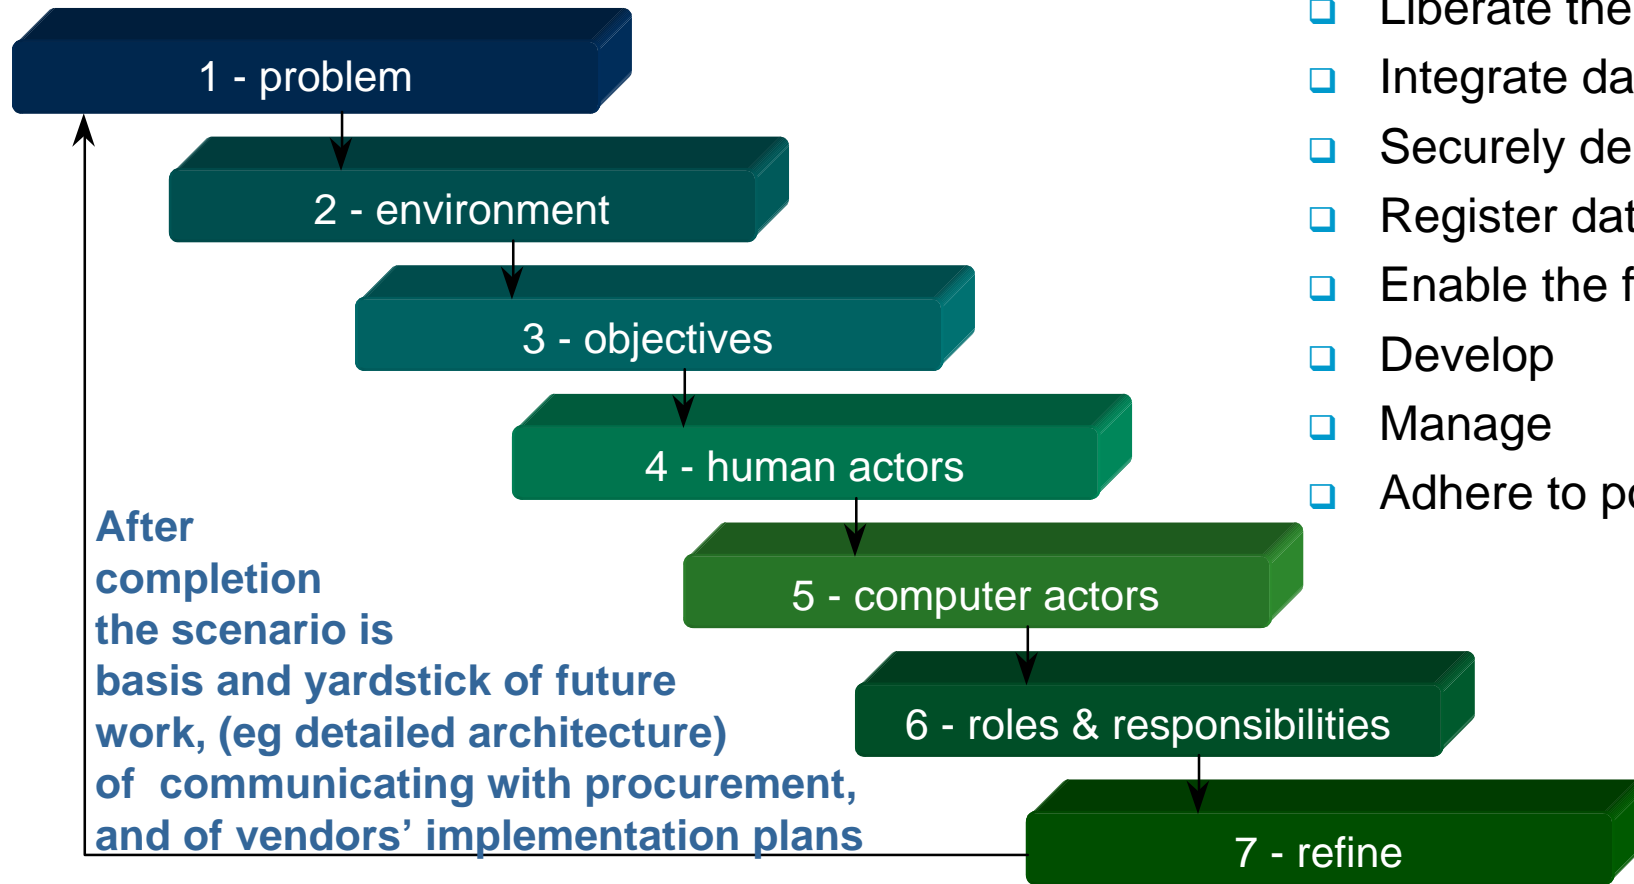 1 - problem
2 - environment
3 - objectives
4 - human actors
5 - computer actors
6 - roles & responsibilities
7 - refine
After
completion
the scenario is
basis and yardstick of future
work, (eg detailed architecture)
of communicating with procurement,
and of vendors’ implementation plans
Liberate the
Integrate
Securely
Register
Enable the
Develop
Manage
Adhere to